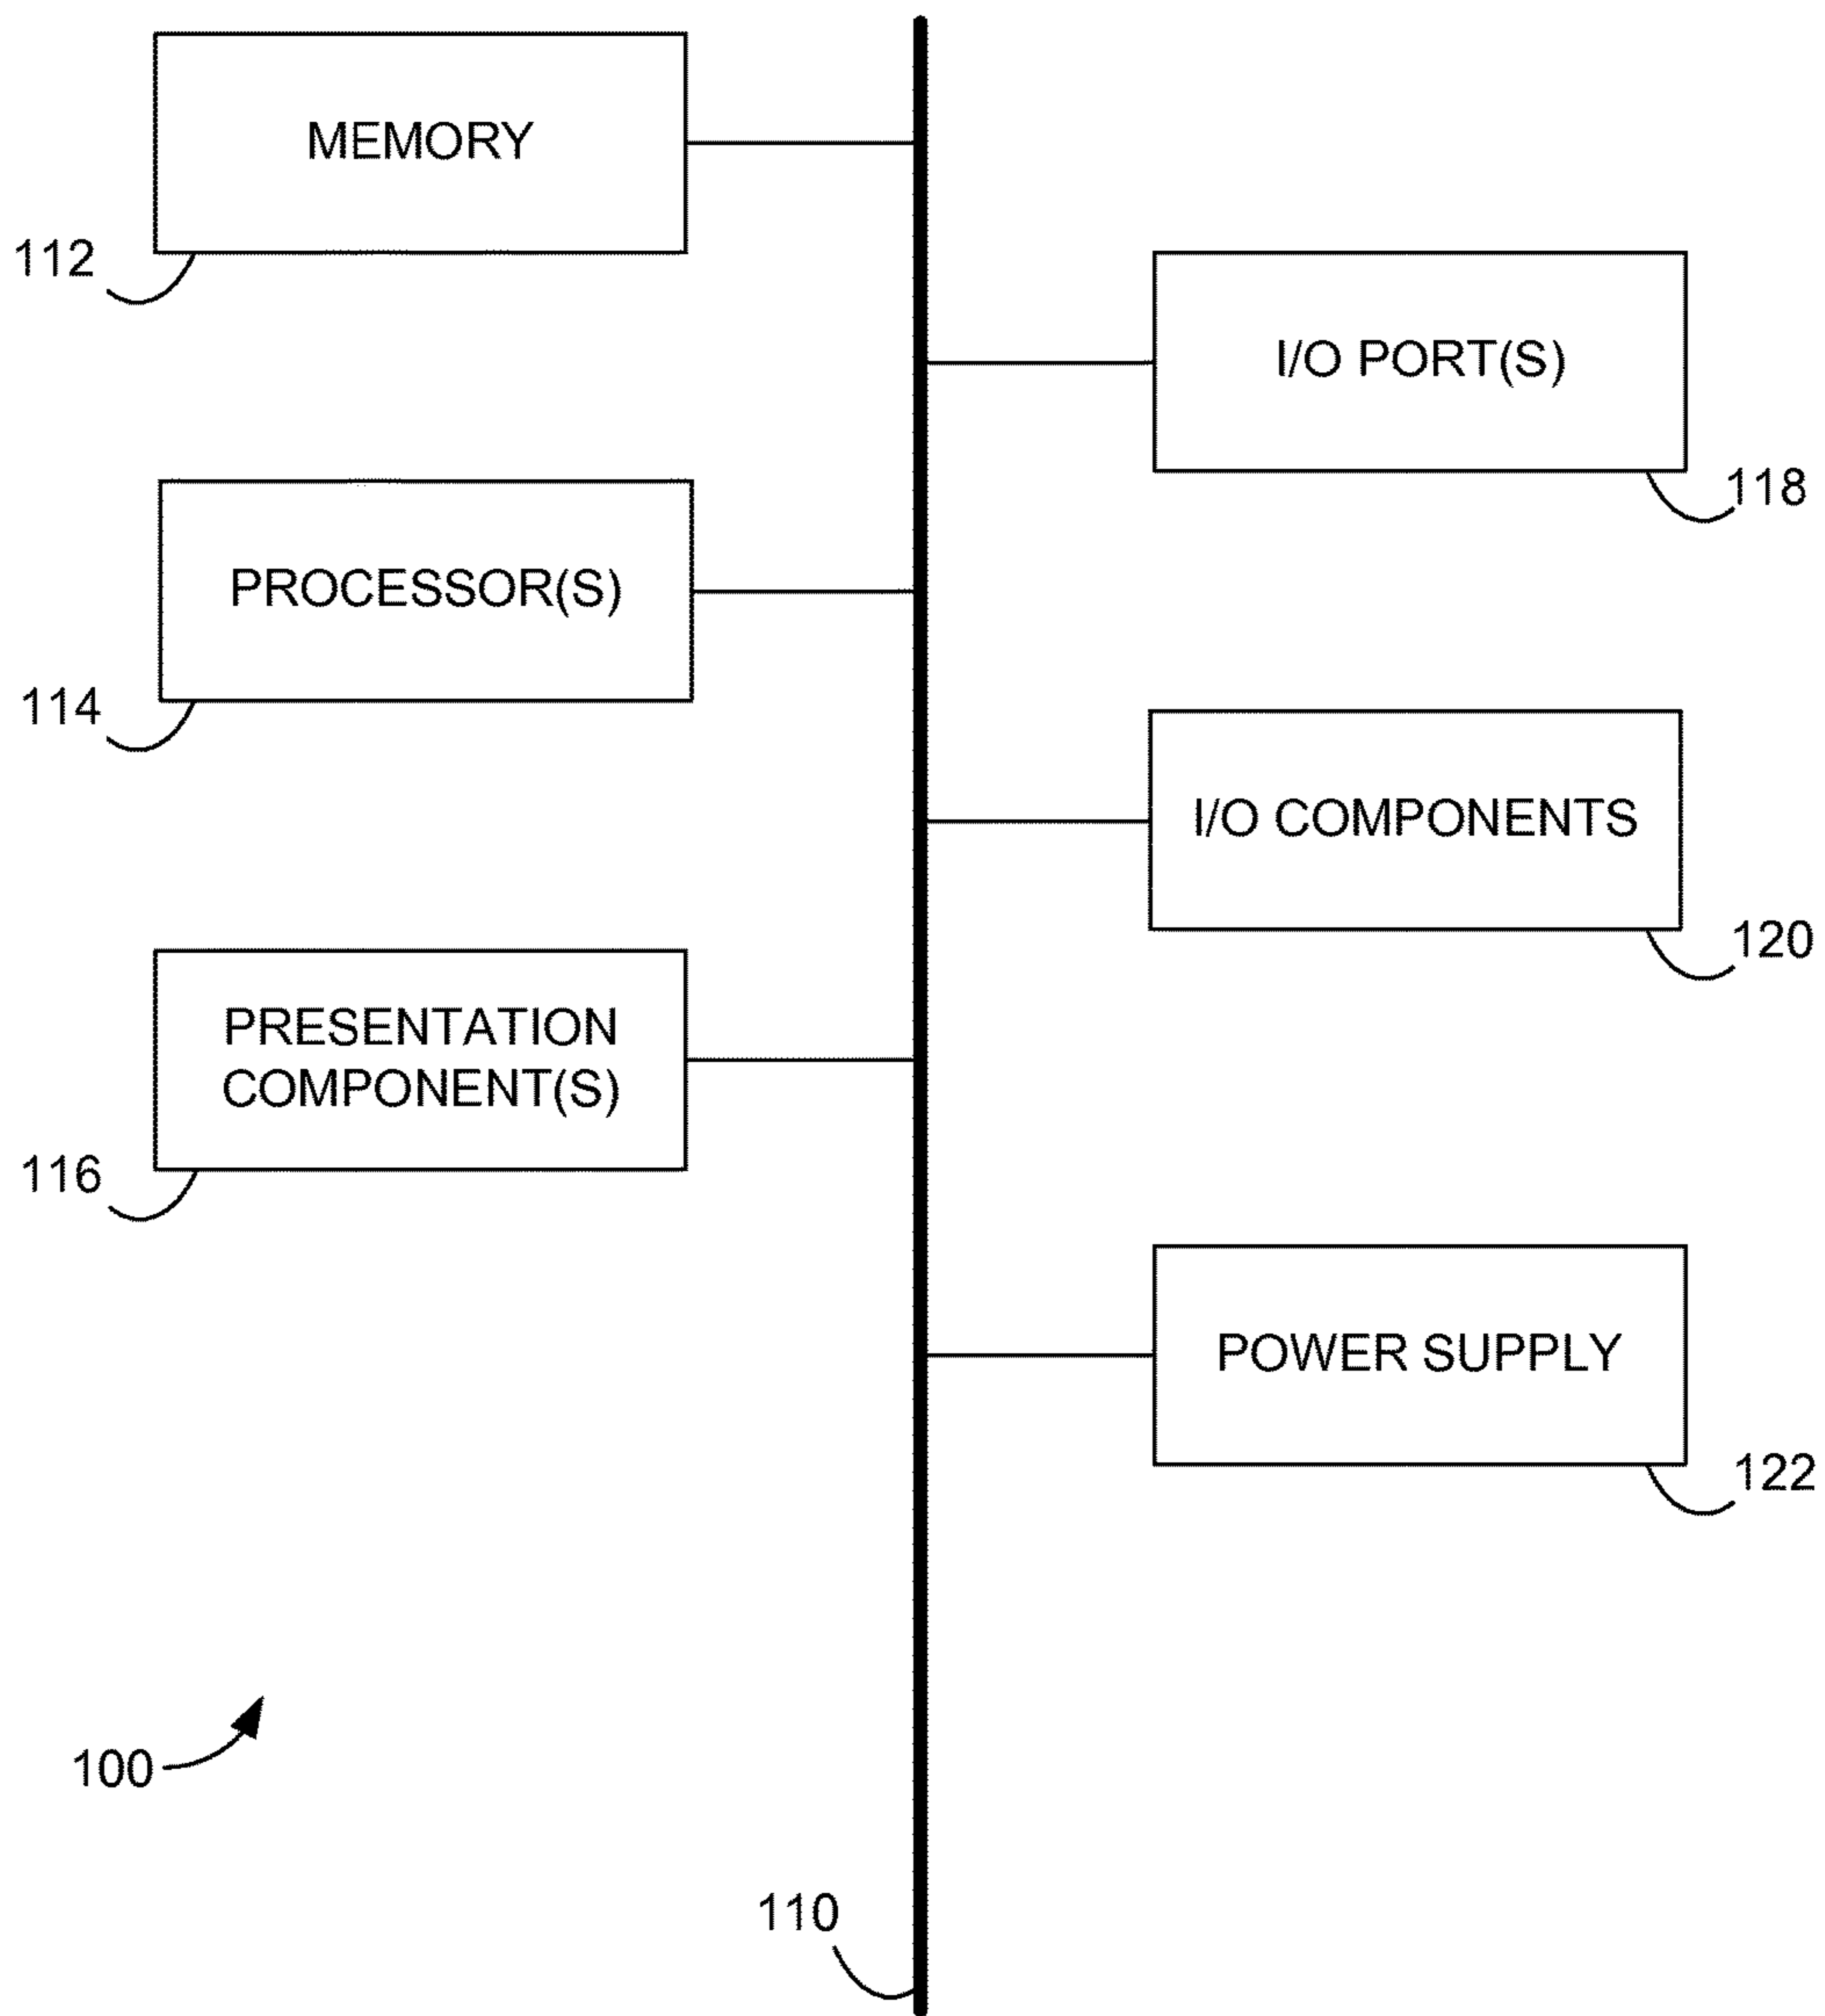 MEMORY
112
I/O PORT(S)
118
PROCESSOR(S)
114
I/O COMPONENTS
120
PRESENTATION
COMPONENT(S)
116
POWER SUPPLY
122
100
110